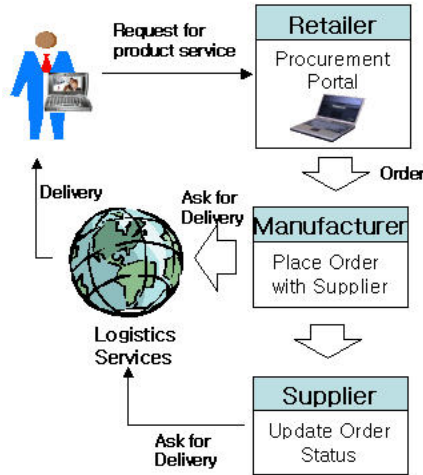 Request for
product service
Retailer
Procurement
Portal
Order
Delivery
Ask for
Delivery
Manufacturer
Place Order
with Supplier
Logistics
Services
Supplier
Update Order
Status
Ask for
Delivery